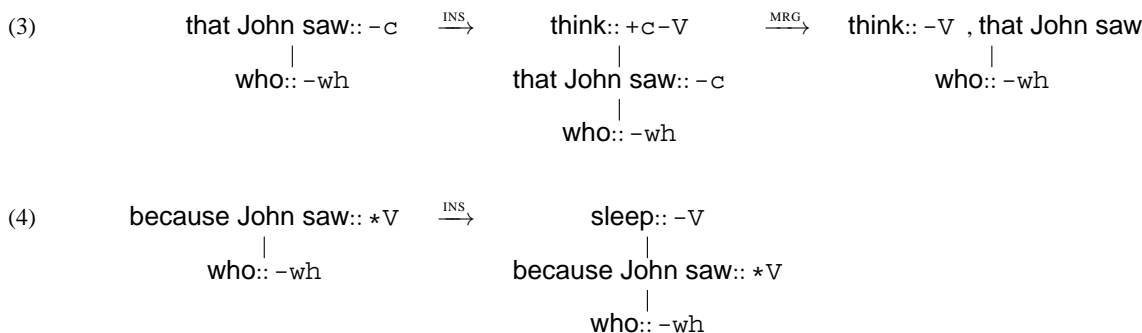 (3) that John saw:: -c INS⟶ think:: +c-V MRG⟶ think:: -V , that John saw
who:: -wh that John saw:: -c who:: -wh
who:: -wh
(4) because John saw:: *V INS⟶ sleep:: -V
who:: -wh because John saw:: *V
who:: -wh